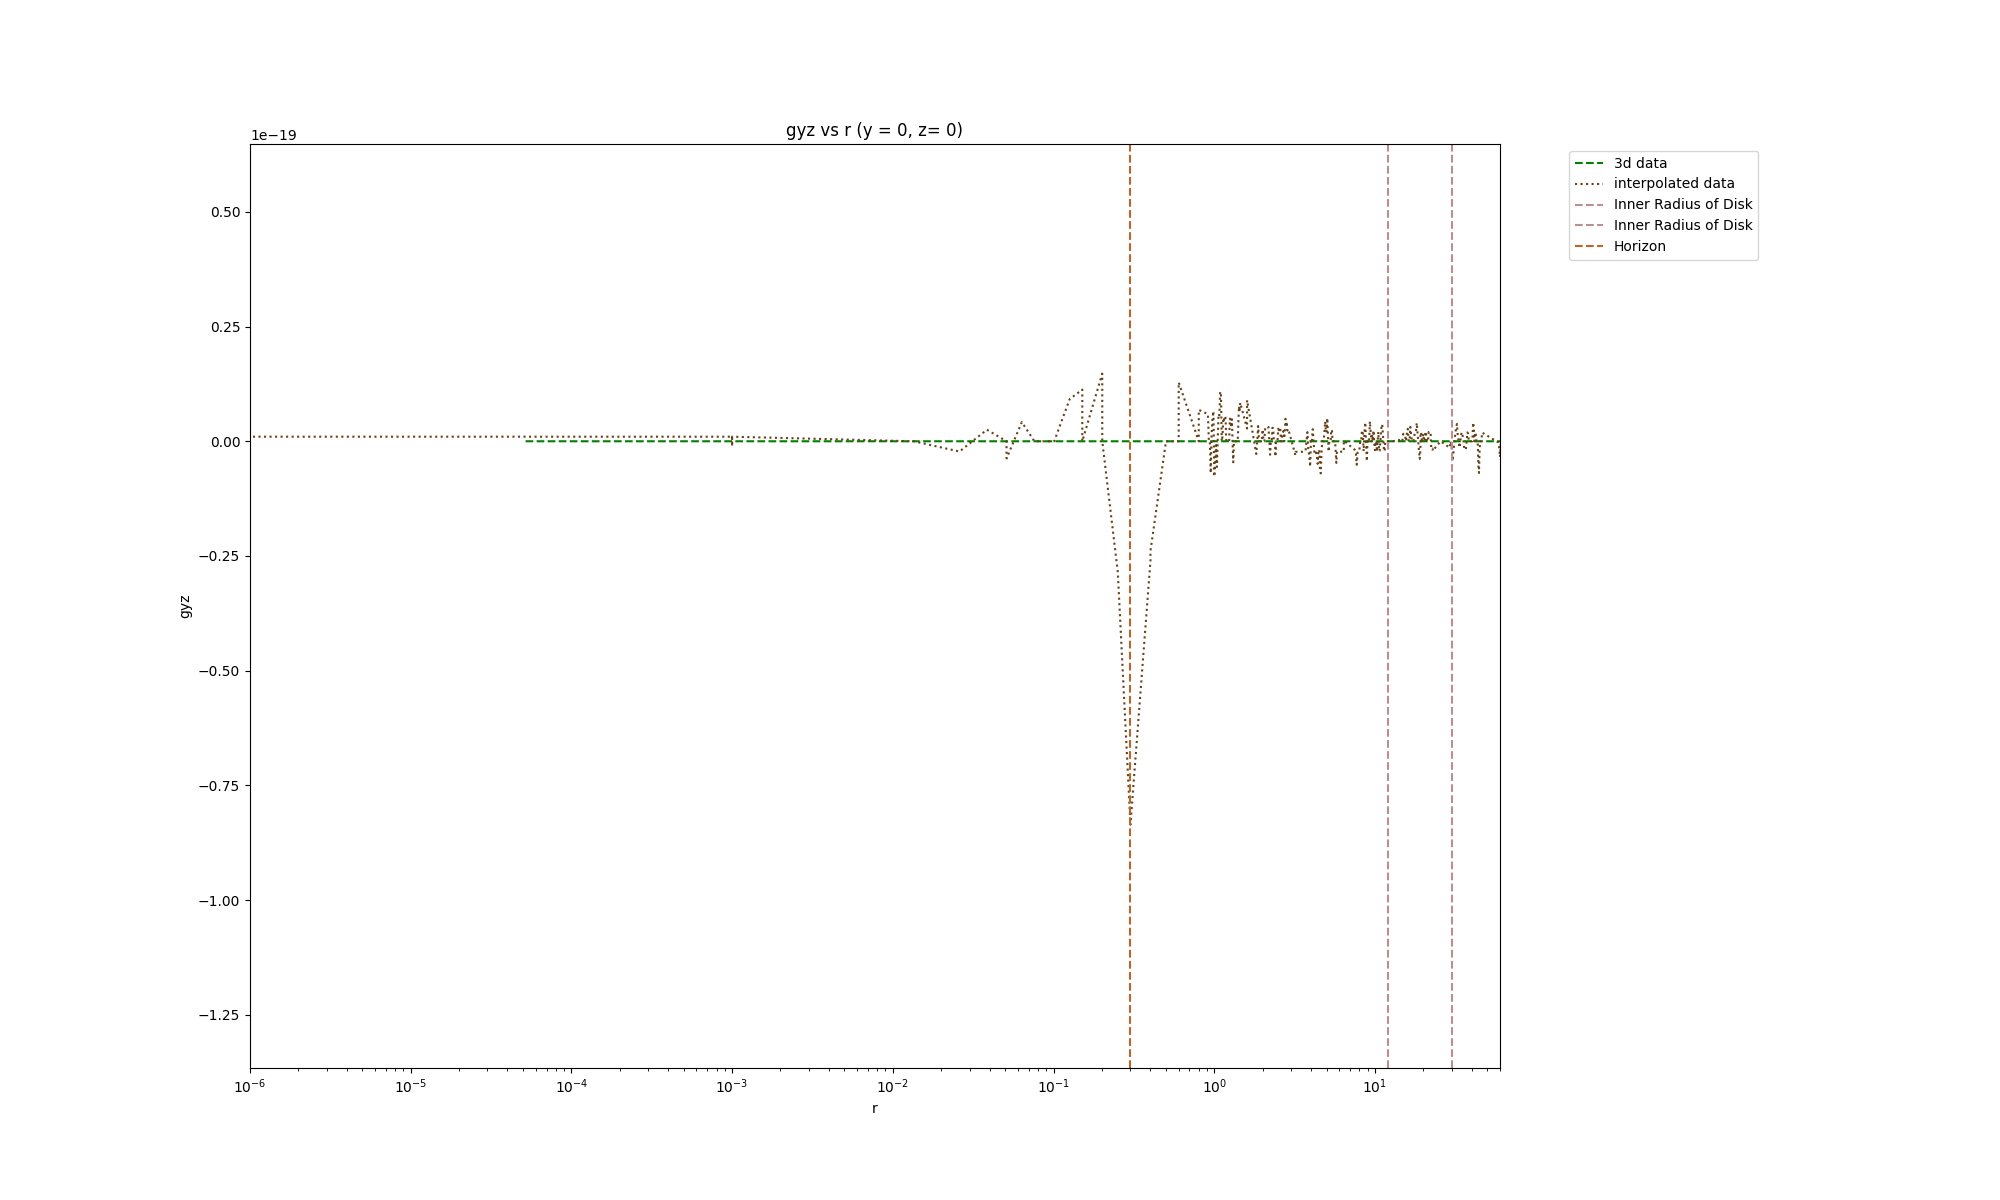 gyz vs r (y = 0, z= 0)
1e−19
0.50
0.25
0.00
−0.25
−0.50
−0.75
−1.00
−1.25
gyz
10⁻⁶ 10⁻⁵ 10⁻⁴ 10⁻³ 10⁻² 10⁻¹ 10⁰ 10¹
r
3d data
interpolated data
Inner Radius of Disk
Inner Radius of Disk
Horizon